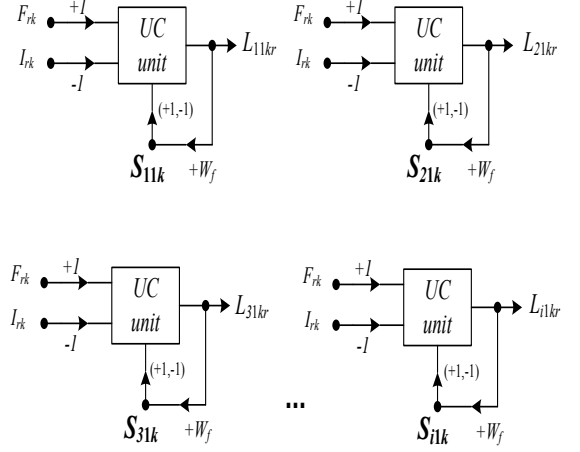 F_rk +1 UC unit L_11kr
I_rk -1
(+1,-1)
S_11k +W_f
F_rk +1 UC unit L_21kr
I_rk -1
(+1,-1)
S_21k +W_f
F_rk +1 UC unit L_31kr
I_rk -1
(+1,-1)
S_31k +W_f
...
F_rk +1 UC unit L_i1kr
I_rk -1
(+1,-1)
S_i1k +W_f